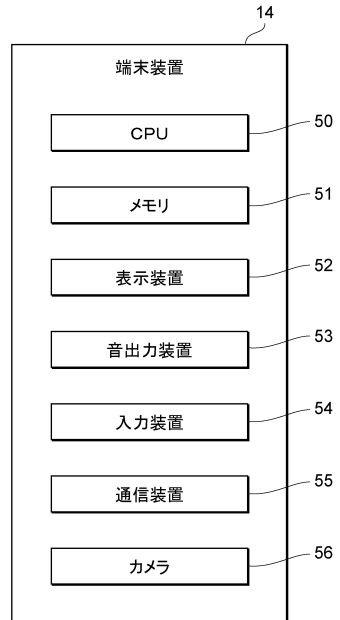 14
端末装置
CPU
50
メモリ
51
表示装置
52
音出力装置
53
入力装置
54
通信装置
55
カメラ
56